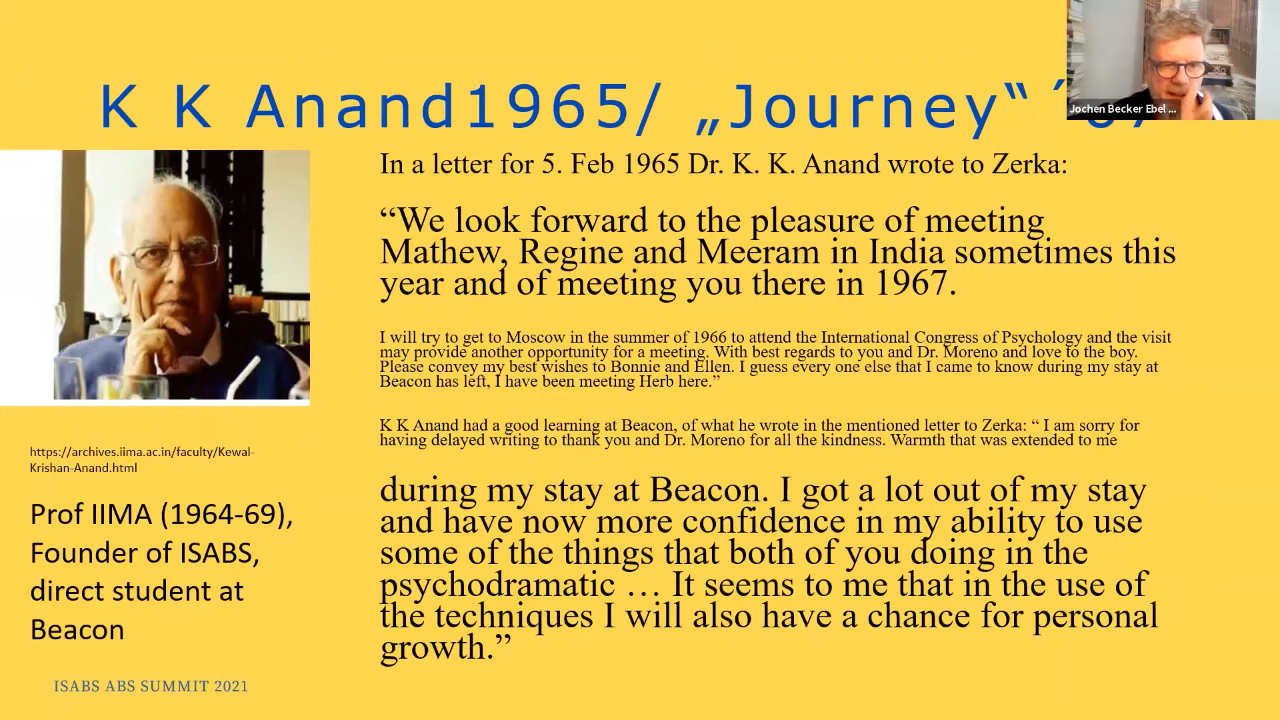 K K Anand1965/ „Journey“ ´
Jochen Becker Ebel ...
In a letter for 5. Feb 1965 Dr. K. K. Anand wrote to Zerka:
“We look forward to the pleasure of meeting
Mathew, Regine and Meeram in India sometimes this
year and of meeting you there in 1967.
I will try to get to Moscow in the summer of 1966 to attend the International Congress of Psychology and the visit
may provide another opportunity for a meeting. With best regards to you and Dr. Moreno and love to the boy.
Please convey my best wishes to Bonnie and Ellen. I guess every one else that I came to know during my stay at
Beacon has left, I have been meeting Herb here.”
K K Anand had a good learning at Beacon, of what he wrote in the mentioned letter to Zerka: “ I am sorry for
having delayed writing to thank you and Dr. Moreno for all the kindness. Warmth that was extended to me
during my stay at Beacon. I got a lot out of my stay
and have now more confidence in my ability to use
some of the things that both of you doing in the
psychodramatic … It seems to me that in the use of
the techniques I will also have a chance for personal
growth.”
https://archives.iima.ac.in/faculty/Kewal-
Krishan-Anand.html
Prof IIMA (1964-69),
Founder of ISABS,
direct student at
Beacon
ISABS ABS SUMMIT 2021